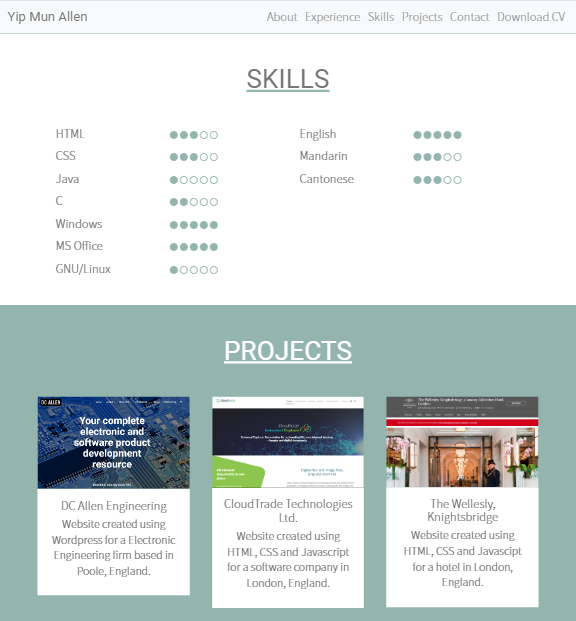 Yip Mun Allen
About Experience Skills Projects Contact Download CV
SKILLS
HTML
CSS
Java
C
Windows
MS Office
GNU/Linux
English
Mandarin
Cantonese
PROJECTS
DC ALLEN
Your complete
electronic and
software product
development
resource
DC Allen Engineering
Website created using
Wordpress for a Electronic
Engineering firm based in
Poole, England.
CloudTrade Technologies
Ltd.
Website created using
HTML, CSS and Javascript
for a software company in
London, England.
The Wellesly,
Knightsbridge
Website created using
HTML, CSS and Javascipt
for a hotel in London,
England.